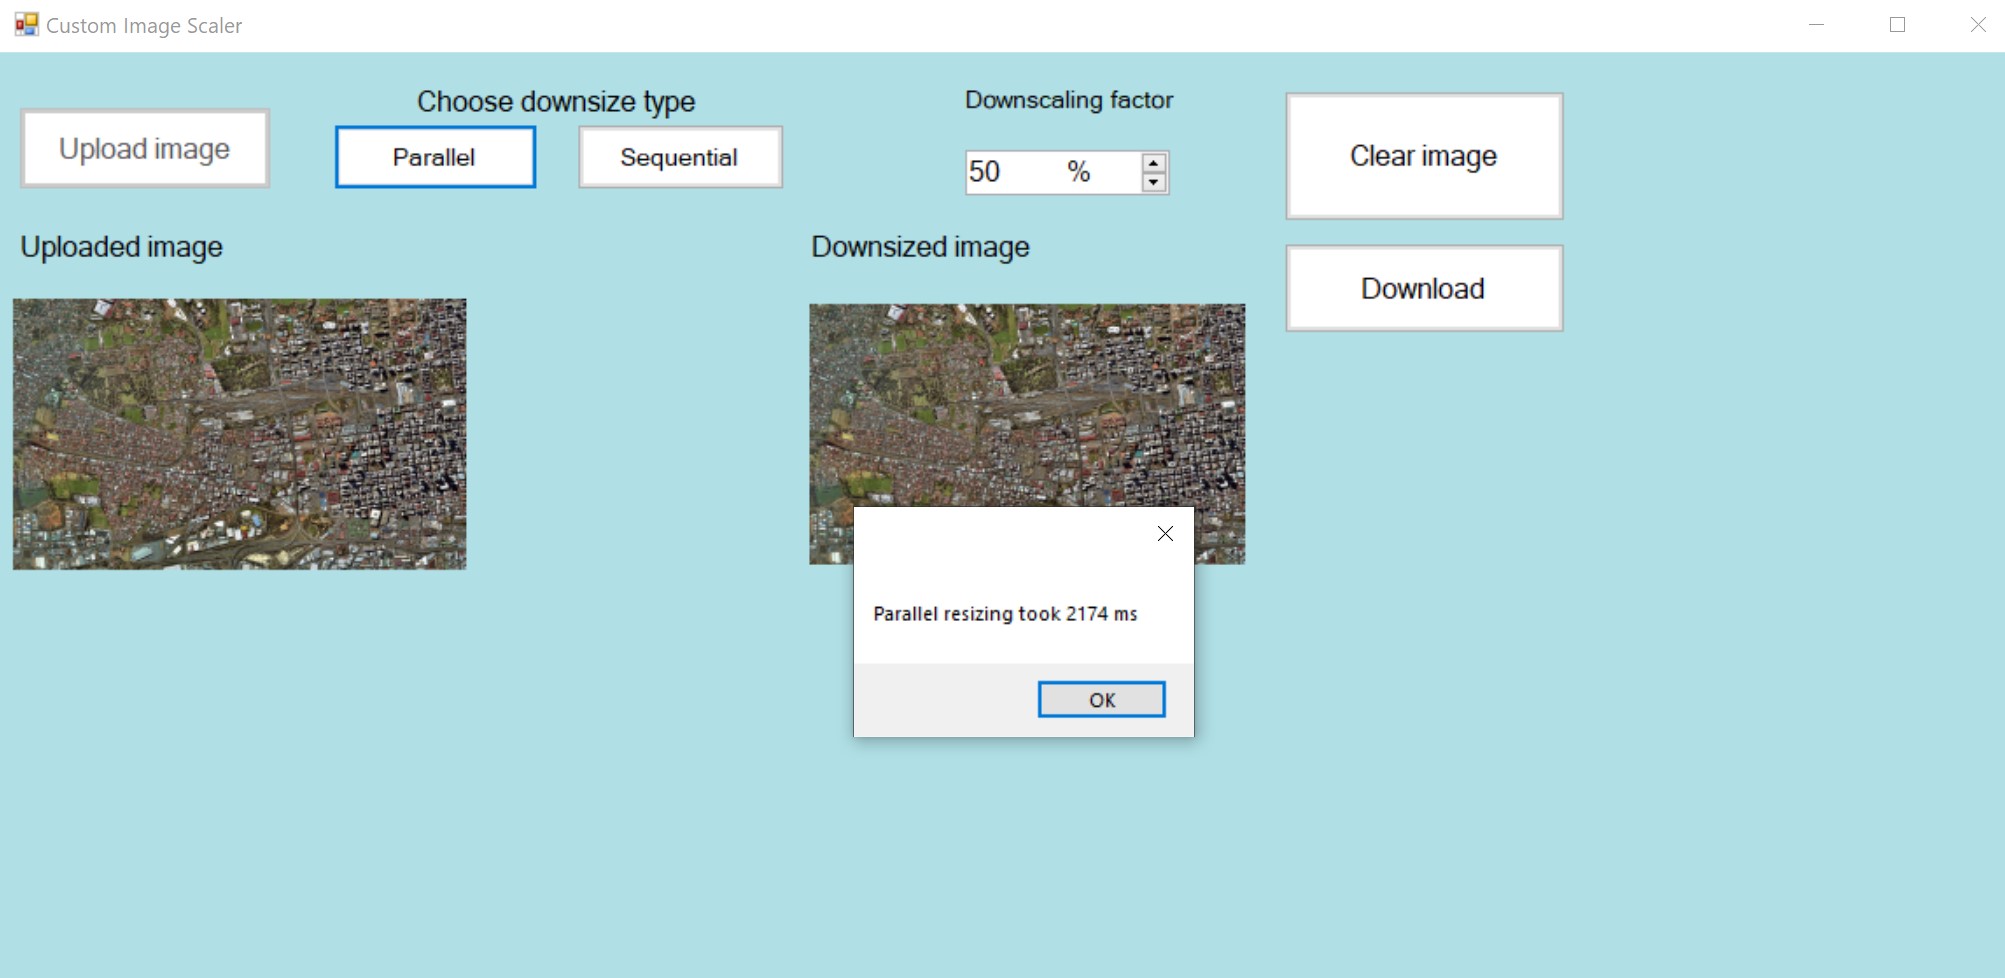 Custom Image Scaler
Upload image
Choose downsize type
Parallel
Sequential
Downscaling factor
50 %
Clear image
Download
Uploaded image
Downsized image
Parallel resizing took 2174 ms
OK